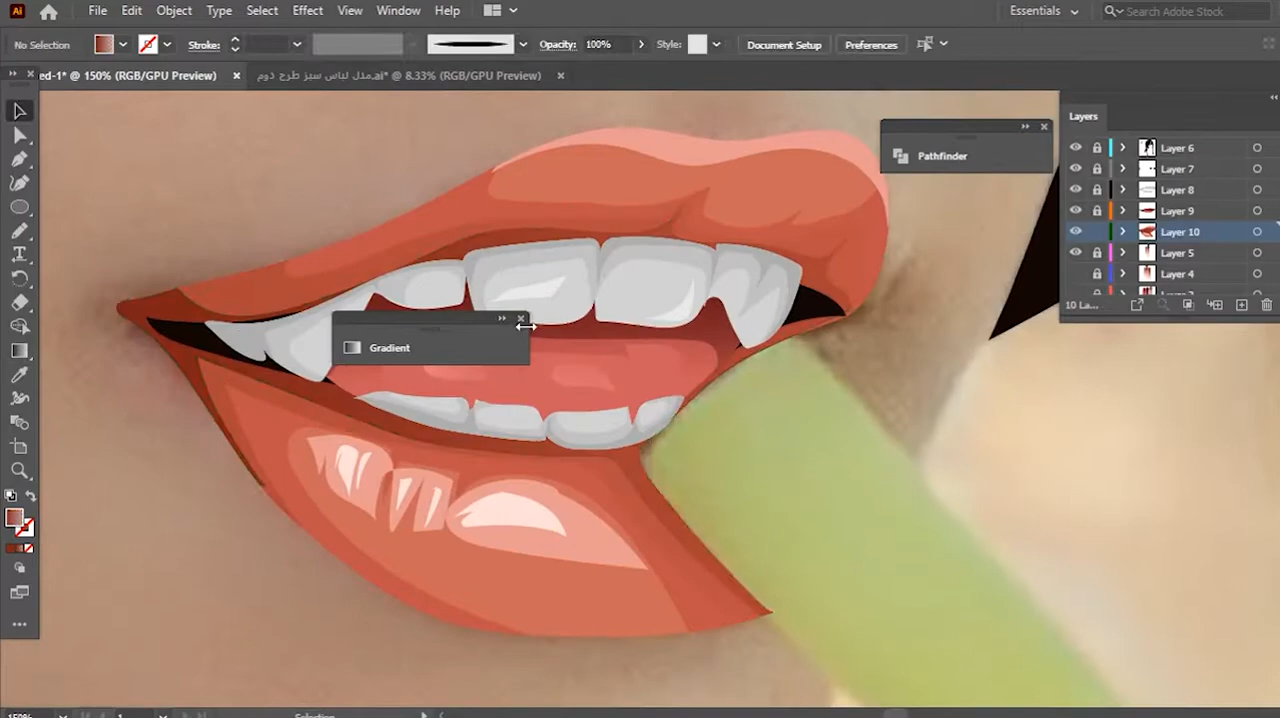 Ai File Edit Object Type Select Effect View Window Help Essentials Search Adobe Stock
No Selection Stroke: Opacity: 100% Style: Document Setup Preferences
ed-1* @ 150% (RGB/GPU Preview) × مدل لباس سبز طرح دوم.ai* @ 8.33% (RGB/GPU Preview) ×
Layers
Layer 6
Pathfinder
Layer 7
Layer 8
Layer 9
Layer 10
Layer 5
Layer 4
10 La...
Gradient
150% 1 Selection